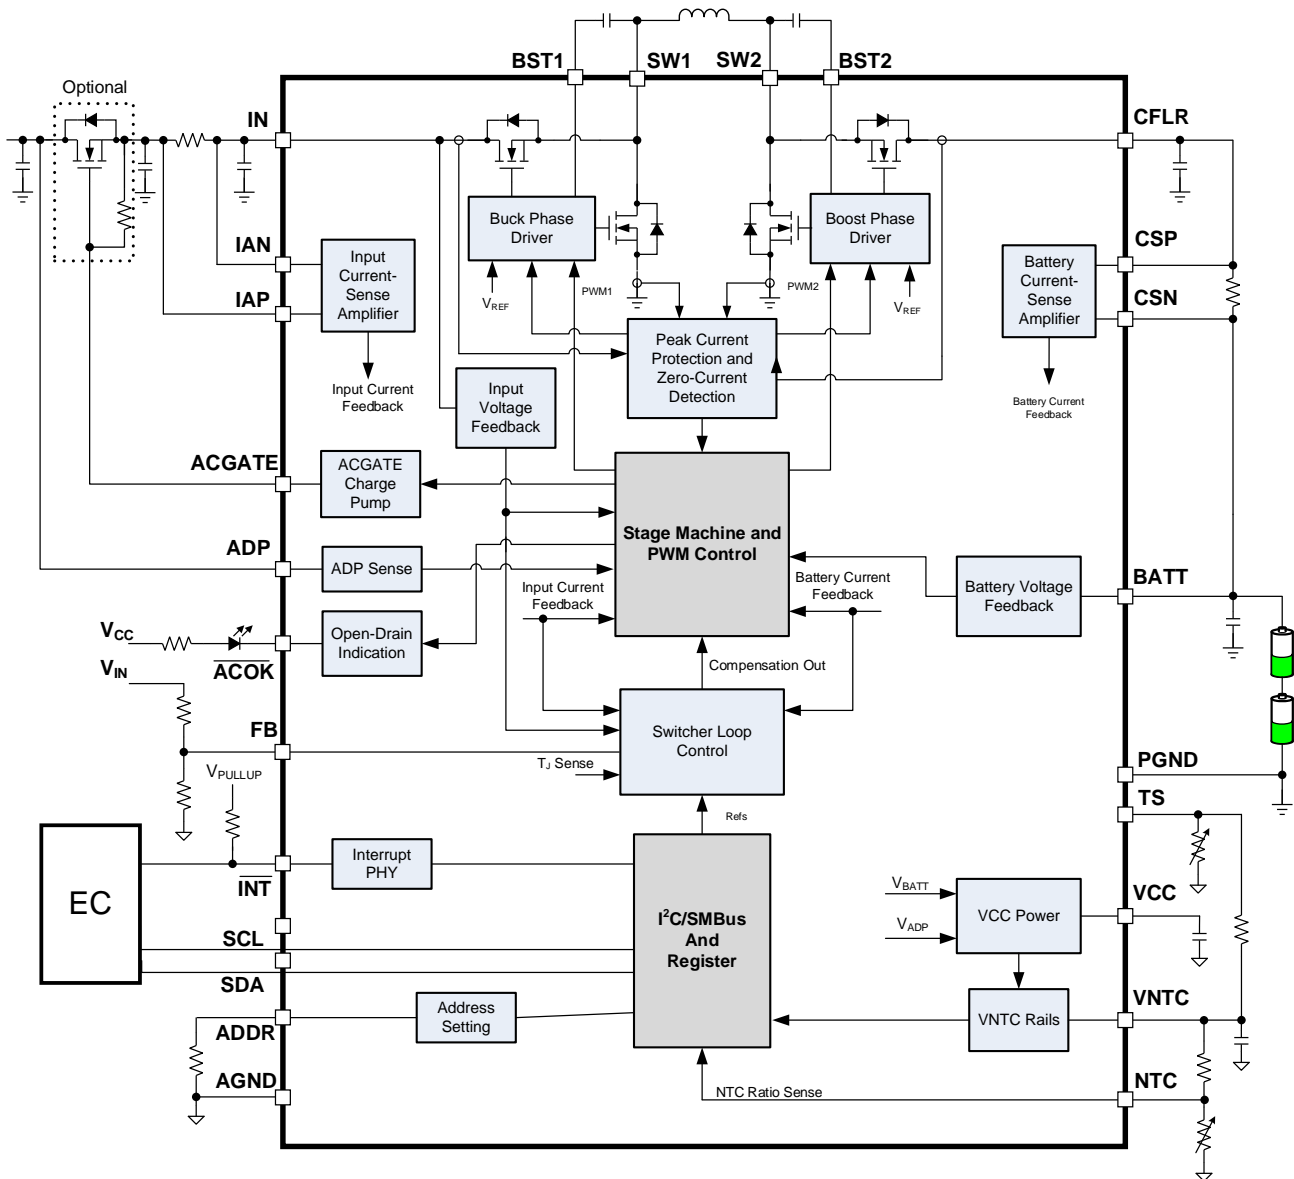 BST1
SW1
SW2
BST2
Optional
IN
CFLR
Buck Phase
Driver
Boost Phase
Driver
IAN
IAP
Input
Current-
Sense
Amplifier
CSP
CSN
Battery
Current-
Sense
Amplifier
VREF
PWM1
PWM2
VREF
Peak Current
Protection and
Zero-Current
Detection
Input Current
Feedback
Input
Voltage
Feedback
Battery Current
Feedback
ACGATE
ACGATE
Charge
Pump
Stage Machine and
PWM Control
ADP
ADP Sense
Input Current
Feedback
Battery Current
Feedback
Battery Voltage
Feedback
BATT
VCC
Open-Drain
Indication
ACOK
VIN
Compensation Out
FB
Switcher Loop
Control
TJ Sense
VPULLUP
PGND
TS
Refs
EC
INT
Interrupt
PHY
I2C/SMBus
And
Register
VBATT
VADP
VCC Power
VCC
SCL
SDA
ADDR
Address
Setting
VNTC Rails
VNTC
AGND
NTC Ratio Sense
NTC